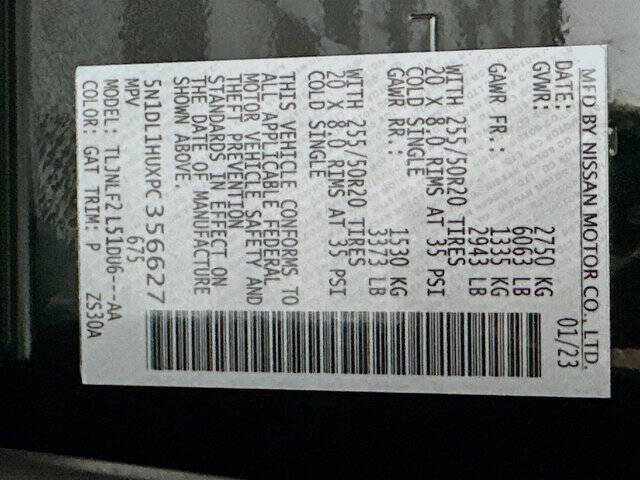 MFD BY NISSAN MOTOR CO., LTD.
DATE: 01/23
GVWR: 2750 KG
6063 LB
GAWR FR.: 1335 KG
2943 LB
WITH 255/50R20 TIRES
20 X 8.0 RIMS AT 35 PSI
COLD SINGLE
GAWR RR.: 1530 KG
3373 LB
WITH 255/50R20 TIRES
20 X 8.0 RIMS AT 35 PSI
COLD SINGLE
THIS VEHICLE CONFORMS TO
ALL APPLICABLE FEDERAL
MOTOR VEHICLE SAFETY AND
THEFT PREVENTION
STANDARDS IN EFFECT ON
THE DATE OF MANUFACTURE
SHOWN ABOVE.
5N1DL1HUXPC356627
MPV 675
MODEL: TLJNLF2 L51DU6---AA
COLOR: GAT TRIM: P 2S30A